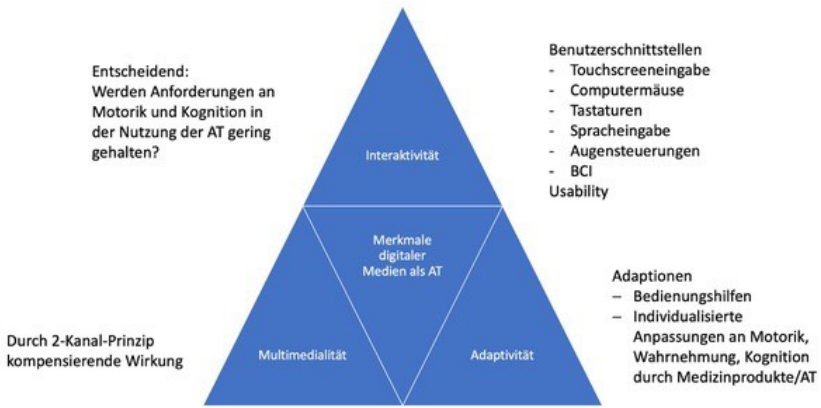 Entscheidend:
Werden Anforderungen an
Motorik und Kognition in
der Nutzung der AT gering
gehalten?
Benutzerschnittstellen
- Touchscreeneingabe
- Computermäuse
- Tastaturen
- Spracheingabe
- Augensteuerungen
- BCI
Usability
Interaktivität
Merkmale
digitaler
Medien als AT
Durch 2-Kanal-Prinzip
kompensierende Wirkung
Multimedialität
Adaptivität
Adaptionen
– Bedienungshilfen
– Individualisierte
Anpassungen an Motorik,
Wahrnehmung, Kognition
durch Medizinprodukte/AT